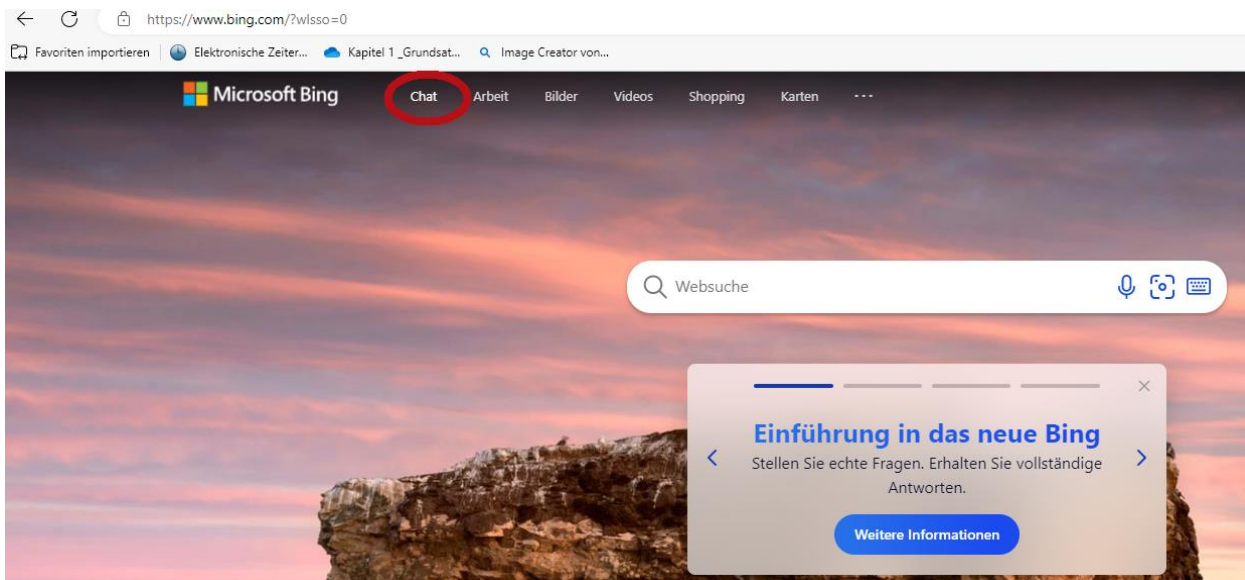 https://www.bing.com/?wlsso=0
Favoriten importieren Elektronische Zeiter... Kapitel 1 _Grundsat... Image Creator von...
Microsoft Bing Chat Arbeit Bilder Videos Shopping Karten ...
Websuche
Einführung in das neue Bing
Stellen Sie echte Fragen. Erhalten Sie vollständige
Antworten.
Weitere Informationen